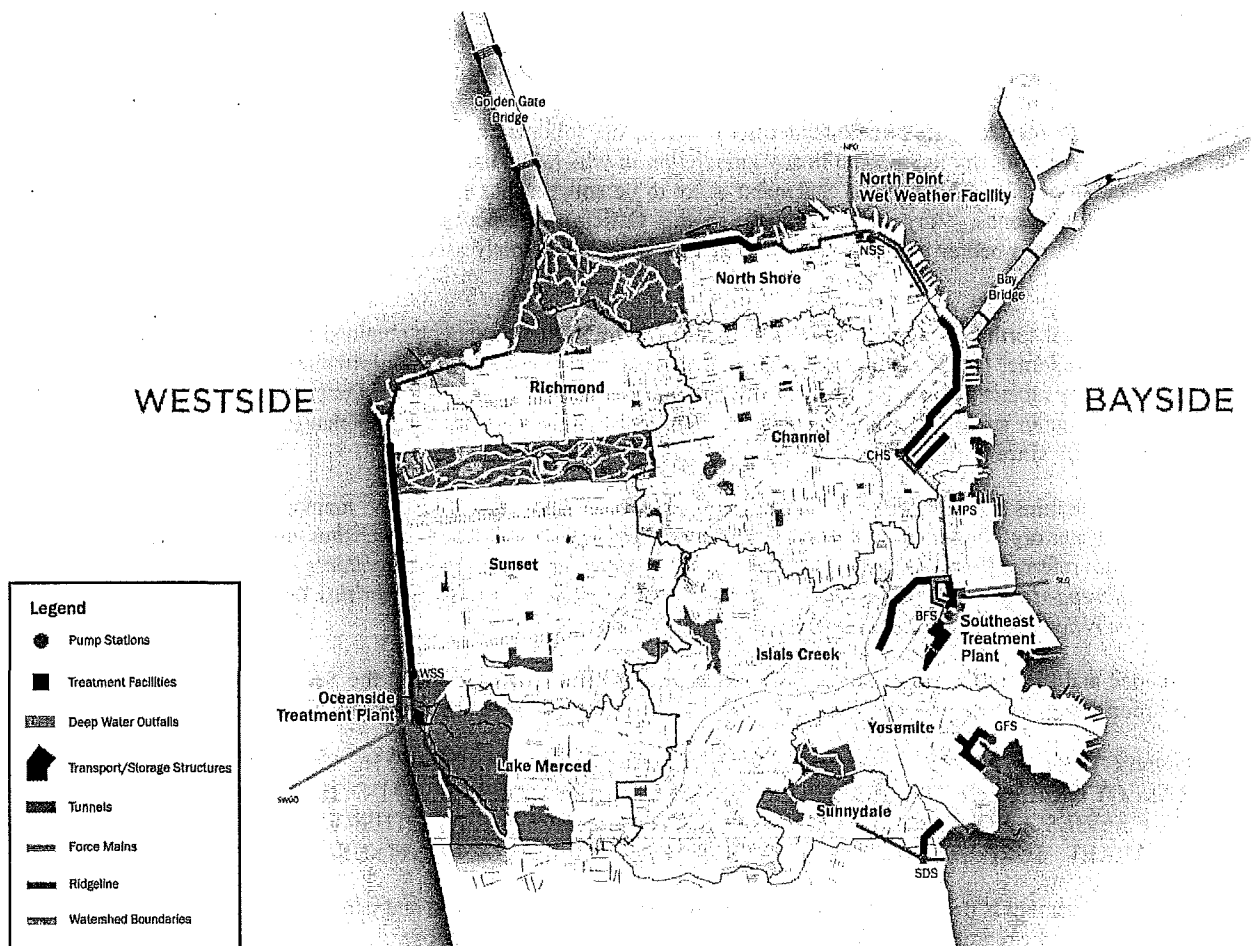 Golden Gate
Bridge
NPO
North Point
Wet Weather Facility
NSS
North Shore
Bay
Bridge
WESTSIDE
BAYSIDE
Richmond
Channel
CHS
MPS
Sunset
BFS
Southeast
Treatment
Plant
Islais Creek
WSS
Oceanside
Treatment Plant
Yosemite
GFS
Lake Merced
SWOO
Sunnydale
SDS
Legend
Pump Stations
Treatment Facilities
Deep Water Outfalls
Transport/Storage Structures
Tunnels
Force Mains
Ridgeline
Watershed Boundaries